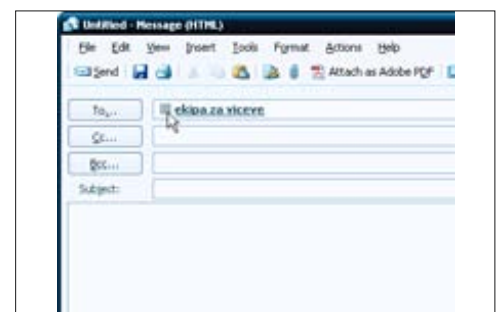 Untitled - Message (HTML)
File Edit View Insert Tools Format Actions Help
Send Attach as Adobe PDF
To... ekipa za viceve
Cc...
Bcc...
Subject: